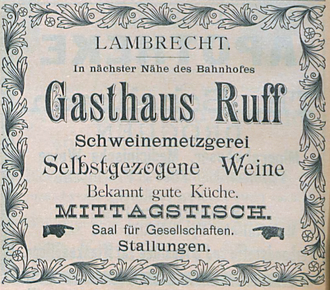 LAMBRECHT.
In nächster Nähe des Bahnhofes
Gasthaus Ruff
Schweinemetzgerei
Selbstgezogene Weine
Bekannt gute Küche.
MITTAGSTISCH.
Saal für Gesellschaften.
Stallungen.